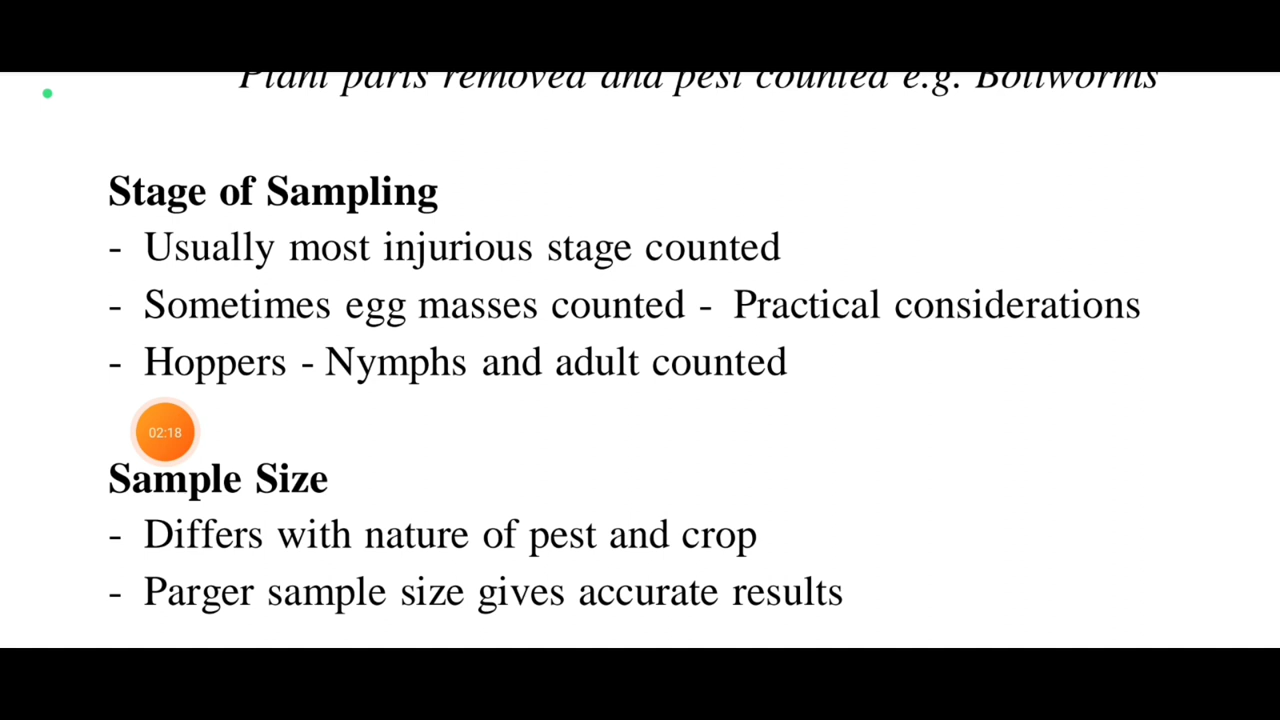 Plant parts removed and pest counted e.g. Bollworms
Stage of Sampling
- Usually most injurious stage counted
- Sometimes egg masses counted - Practical considerations
- Hoppers - Nymphs and adult counted
02:18
Sample Size
- Differs with nature of pest and crop
- Parger sample size gives accurate results